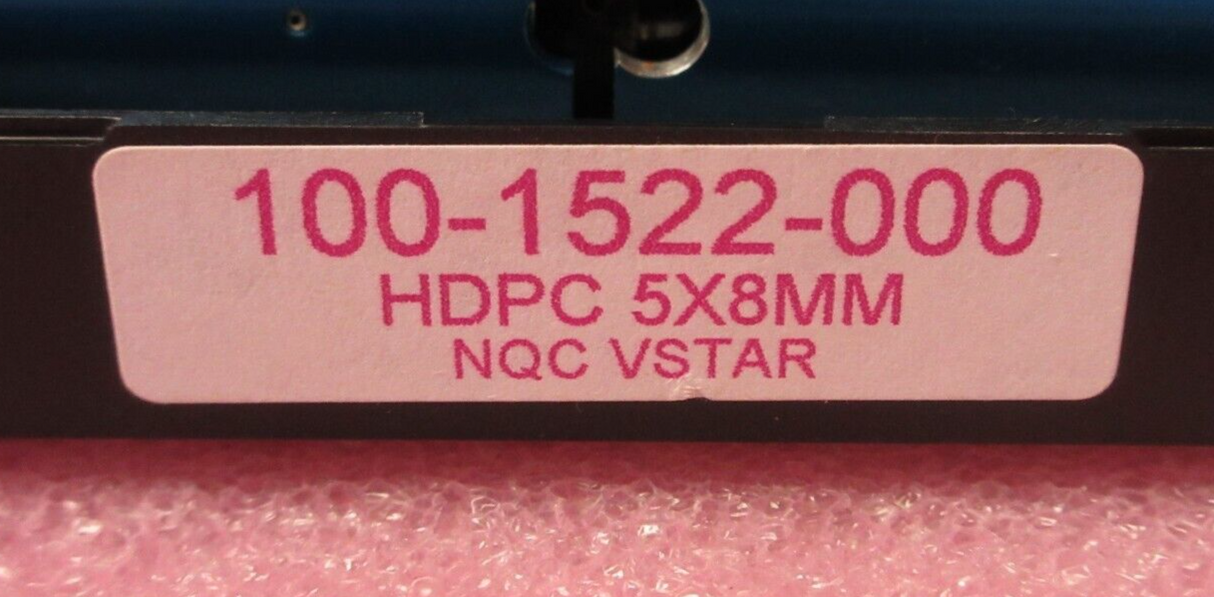 100-1522-000
HDPC 5X8MM
NQC VSTAR